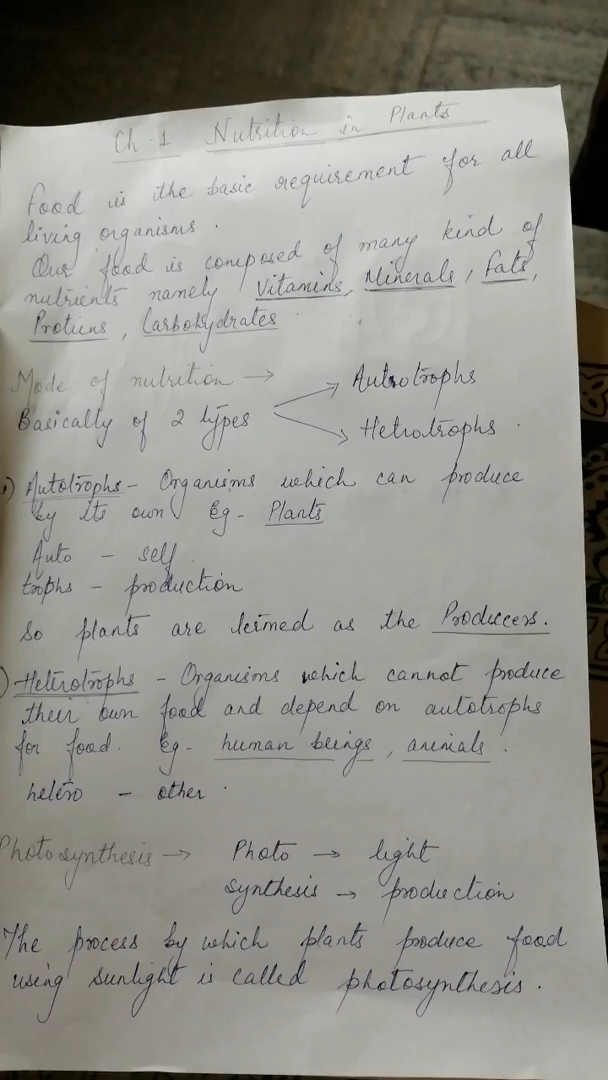 Ch-1 Nutrition in Plants
Food is the basic requirement for all
living organisms.
Our food is composed of many kind of
nutrients namely Vitamins, Minerals, Fats,
Protiens, Carbohydrates
Mode of nutrition →
Autrotrophs
Basically of 2 types
Hetrotrophs.
Autotrophs - Organisms which can produce
by its own Eg- Plants
Auto - self
trophs - production
So plants are termed as the Producers.
Heterotrophs - Organisms which cannot produce
their own food and depend on autotrophs
for food. Eg- human beings, animals.
hetero - other.
Photosynthesis → Photo → light
synthesis → production
The process by which plants produce food
using sunlight is called photosynthesis.